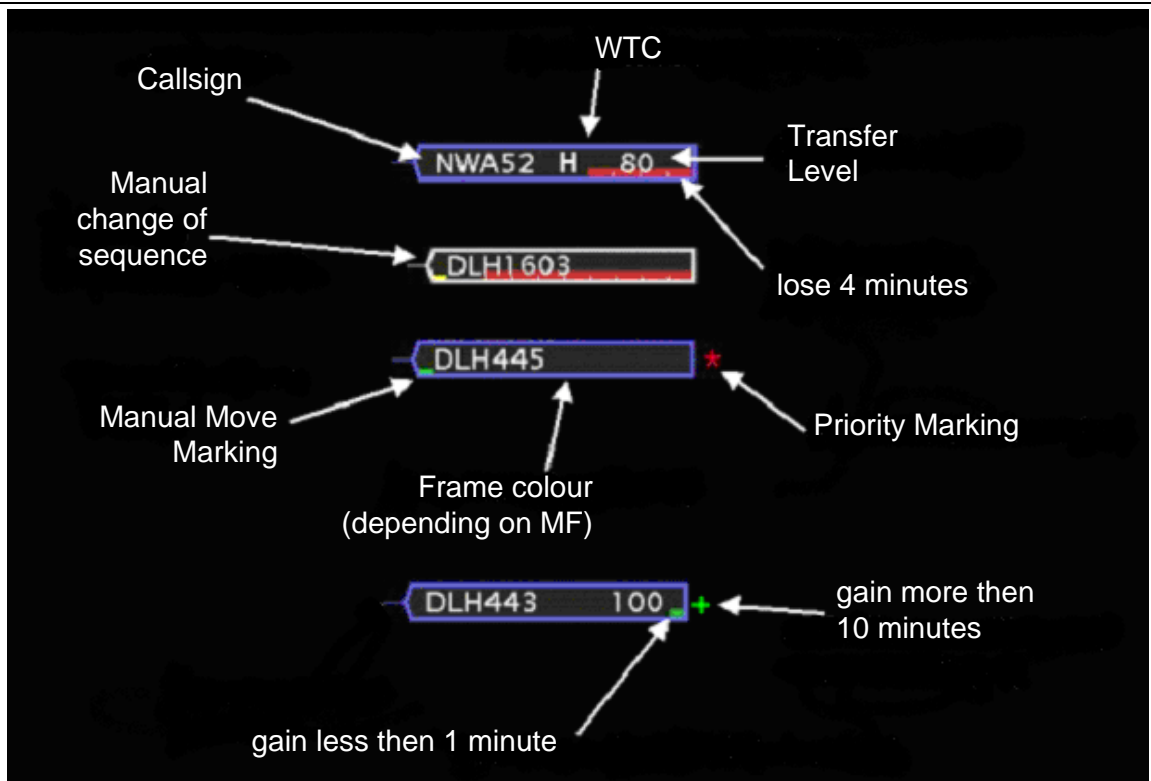 WTC
Callsign
Transfer
Level
NWA52 H 80
Manual
change of
sequence
DLH1603
lose 4 minutes
DLH445 *
Manual Move
Marking
Priority Marking
Frame colour
(depending on MF)
DLH443 100 +
gain more then
10 minutes
gain less then 1 minute